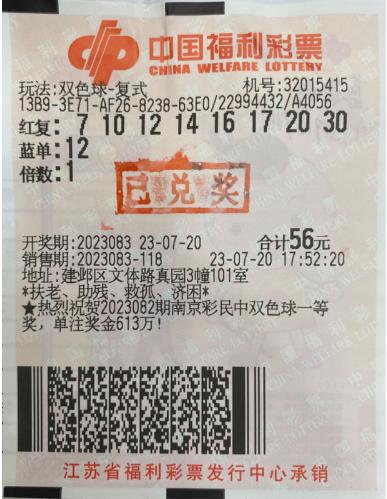 中国福利彩票
CHINA WELFARE LOTTERY
玩法:双色球-复式 机号:32015415
13B9-3E71-AF26-8238-63E0/22994432/A4056
红复: 7 10 12 14 16 17 20 30
蓝单:12
倍数:1
已兑奖
开奖期:2023083 23-07-20 合计56元
销售期:2023083-118 23-07-20 17:52:20
地址:建邺区文体路真园3幢101室
*扶老、助残、救孤、济困*
★热烈祝贺2023082期南京彩民中双色球一等
奖，单注奖金613万!
江苏省福利彩票发行中心承销